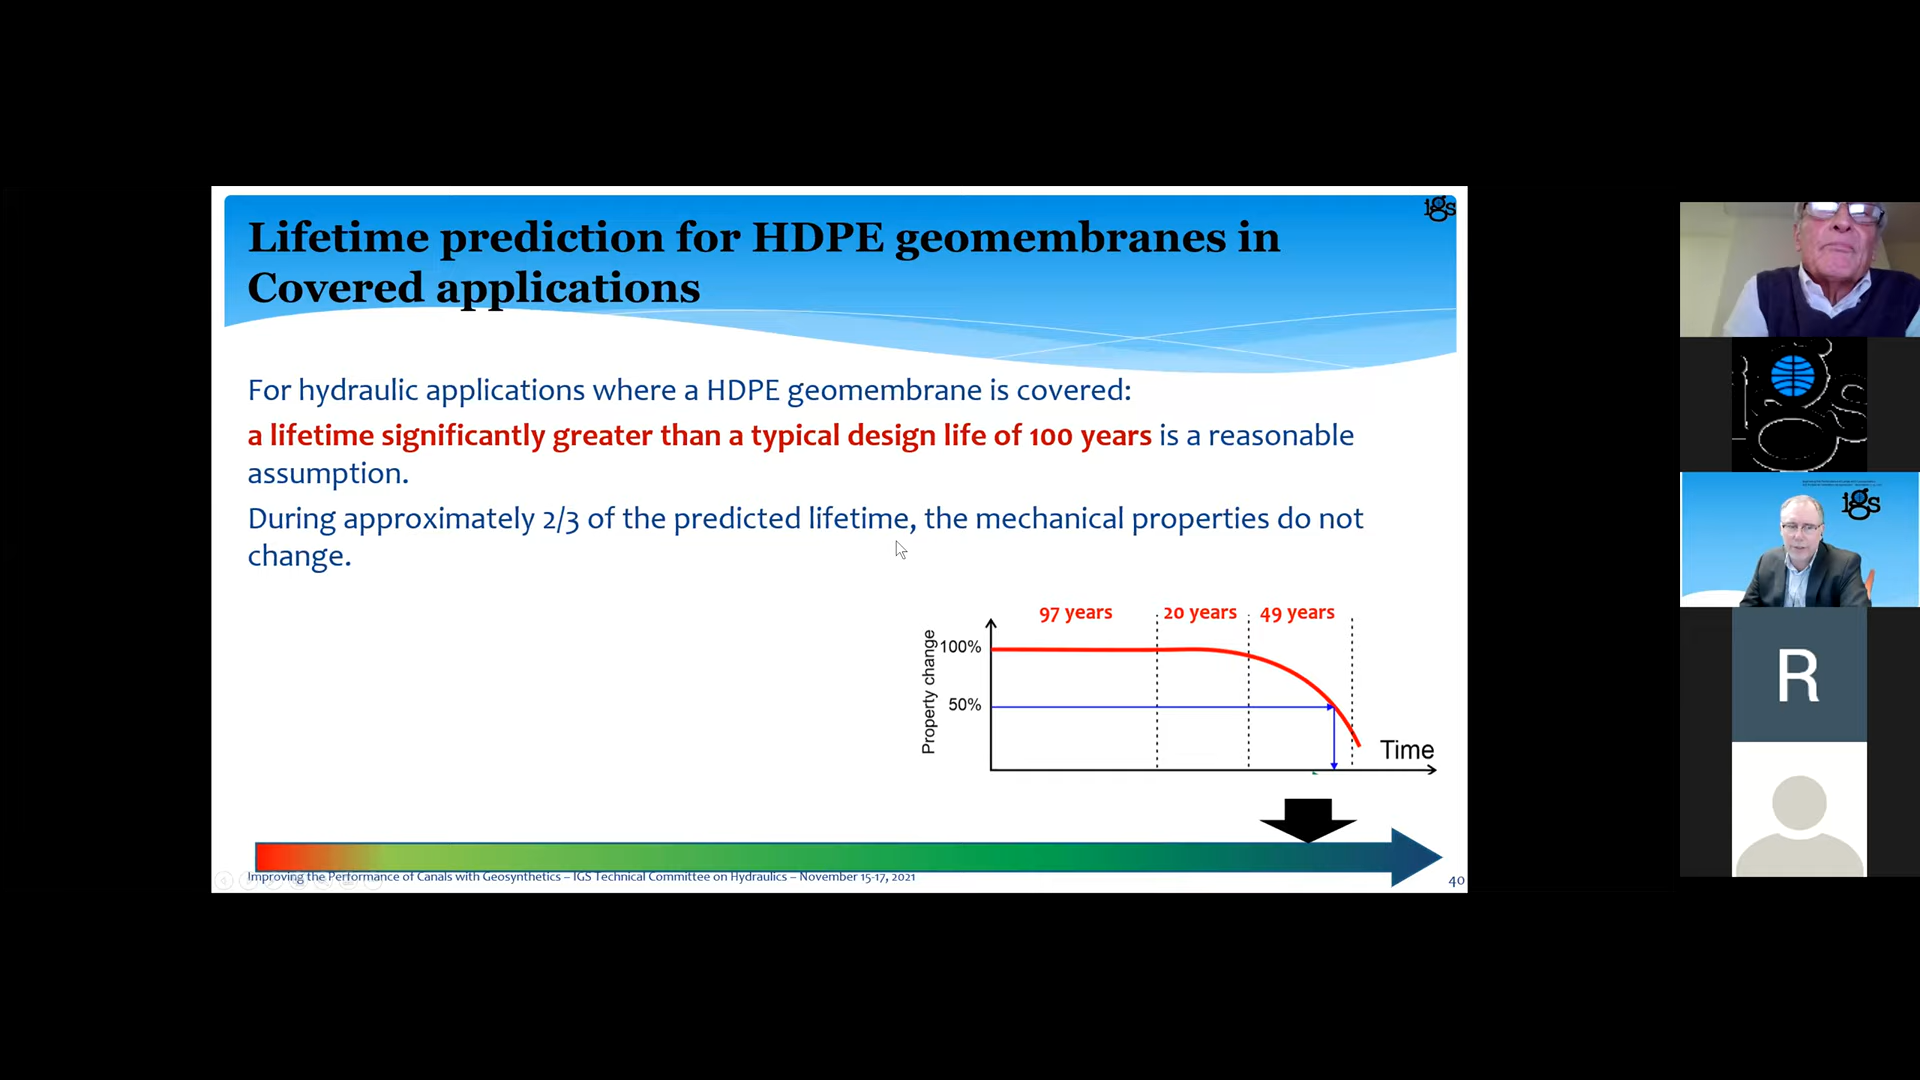 igs
Lifetime prediction for HDPE geomembranes in
Covered applications
For hydraulic applications where a HDPE geomembrane is covered:
a lifetime significantly greater than a typical design life of 100 years is a reasonable
assumption.
During approximately 2/3 of the predicted lifetime, the mechanical properties do not
change.
97 years 20 years 49 years
Property change
100%
50%
Time
Improving the Performance of Canals with Geosynthetics – IGS Technical Committee on Hydraulics – November 15-17, 2021
40
igs
R